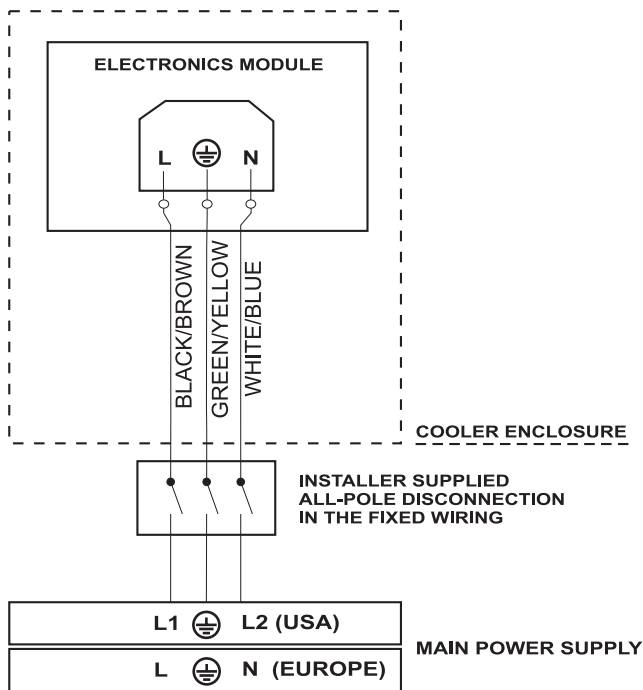 ELECTRONICS MODULE
L N
BLACK/BROWN
GREEN/YELLOW
WHITE/BLUE
COOLER ENCLOSURE
INSTALLER SUPPLIED
ALL-POLE DISCONNECTION
IN THE FIXED WIRING
L1 L2 (USA)
L N (EUROPE)
MAIN POWER SUPPLY